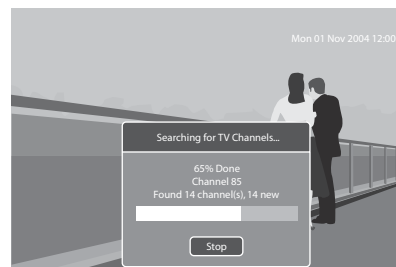 Mon 01 Nov 2004 12:00
Searching for TV Channels...
65% Done
Channel 85
Found 14 channel(s), 14 new
Stop